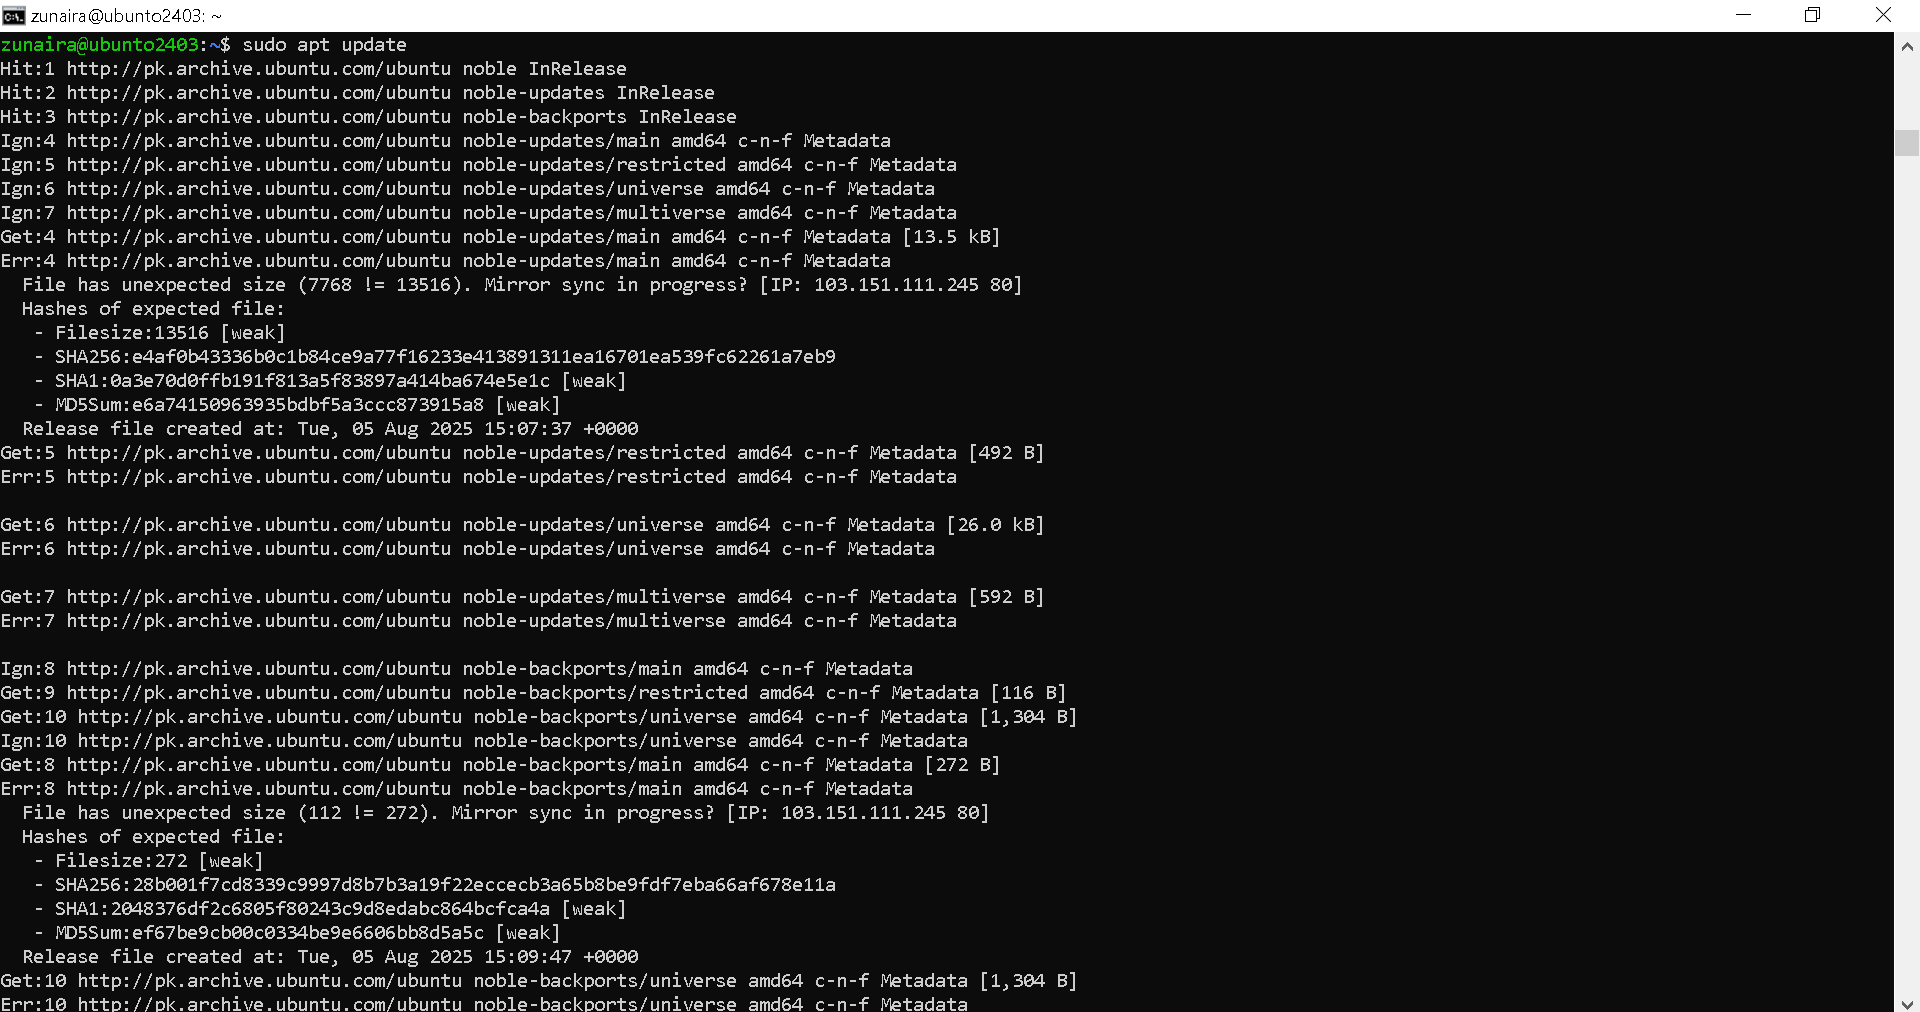 zunaira@ubunto2403: ~
zunaira@ubunto2403:~$ sudo apt update
Hit:1 http://pk.archive.ubuntu.com/ubuntu noble InRelease
Hit:2 http://pk.archive.ubuntu.com/ubuntu noble-updates InRelease
Hit:3 http://pk.archive.ubuntu.com/ubuntu noble-backports InRelease
Ign:4 http://pk.archive.ubuntu.com/ubuntu noble-updates/main amd64 c-n-f Metadata
Ign:5 http://pk.archive.ubuntu.com/ubuntu noble-updates/restricted amd64 c-n-f Metadata
Ign:6 http://pk.archive.ubuntu.com/ubuntu noble-updates/universe amd64 c-n-f Metadata
Ign:7 http://pk.archive.ubuntu.com/ubuntu noble-updates/multiverse amd64 c-n-f Metadata
Get:4 http://pk.archive.ubuntu.com/ubuntu noble-updates/main amd64 c-n-f Metadata [13.5 kB]
Err:4 http://pk.archive.ubuntu.com/ubuntu noble-updates/main amd64 c-n-f Metadata
  File has unexpected size (7768 != 13516). Mirror sync in progress? [IP: 103.151.111.245 80]
  Hashes of expected file:
   - Filesize:13516 [weak]
   - SHA256:e4af0b43336b0c1b84ce9a77f16233e413891311ea16701ea539fc62261a7eb9
   - SHA1:0a3e70d0ffb191f813a5f83897a414ba674e5e1c [weak]
   - MD5Sum:e6a74150963935bdbf5a3ccc873915a8 [weak]
  Release file created at: Tue, 05 Aug 2025 15:07:37 +0000
Get:5 http://pk.archive.ubuntu.com/ubuntu noble-updates/restricted amd64 c-n-f Metadata [492 B]
Err:5 http://pk.archive.ubuntu.com/ubuntu noble-updates/restricted amd64 c-n-f Metadata
Get:6 http://pk.archive.ubuntu.com/ubuntu noble-updates/universe amd64 c-n-f Metadata [26.0 kB]
Err:6 http://pk.archive.ubuntu.com/ubuntu noble-updates/universe amd64 c-n-f Metadata
Get:7 http://pk.archive.ubuntu.com/ubuntu noble-updates/multiverse amd64 c-n-f Metadata [592 B]
Err:7 http://pk.archive.ubuntu.com/ubuntu noble-updates/multiverse amd64 c-n-f Metadata
Ign:8 http://pk.archive.ubuntu.com/ubuntu noble-backports/main amd64 c-n-f Metadata
Get:9 http://pk.archive.ubuntu.com/ubuntu noble-backports/restricted amd64 c-n-f Metadata [116 B]
Get:10 http://pk.archive.ubuntu.com/ubuntu noble-backports/universe amd64 c-n-f Metadata [1,304 B]
Ign:10 http://pk.archive.ubuntu.com/ubuntu noble-backports/universe amd64 c-n-f Metadata
Get:8 http://pk.archive.ubuntu.com/ubuntu noble-backports/main amd64 c-n-f Metadata [272 B]
Err:8 http://pk.archive.ubuntu.com/ubuntu noble-backports/main amd64 c-n-f Metadata
  File has unexpected size (112 != 272). Mirror sync in progress? [IP: 103.151.111.245 80]
  Hashes of expected file:
   - Filesize:272 [weak]
   - SHA256:28b001f7cd8339c9997d8b7b3a19f22eccecb3a65b8be9fdf7eba66af678e11a
   - SHA1:2048376df2c6805f80243c9d8edabc864bcfca4a [weak]
   - MD5Sum:ef67be9cb00c0334be9e6606bb8d5a5c [weak]
  Release file created at: Tue, 05 Aug 2025 15:09:47 +0000
Get:10 http://pk.archive.ubuntu.com/ubuntu noble-backports/universe amd64 c-n-f Metadata [1,304 B]
Err:10 http://pk.archive.ubuntu.com/ubuntu noble-backports/universe amd64 c-n-f Metadata